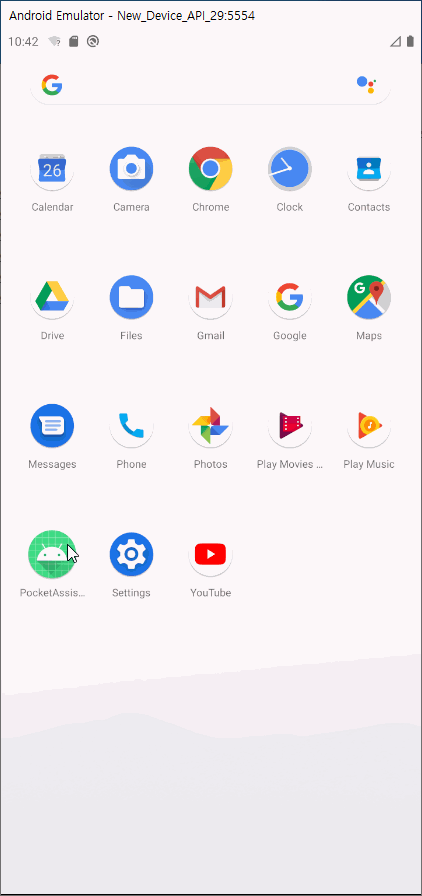 Android Emulator - New_Device_API_29:5554
10:42
Calendar Camera Chrome Clock Contacts
Drive Files Gmail Google Maps
Messages Phone Photos Play Movies ... Play Music
PocketAssis... Settings YouTube